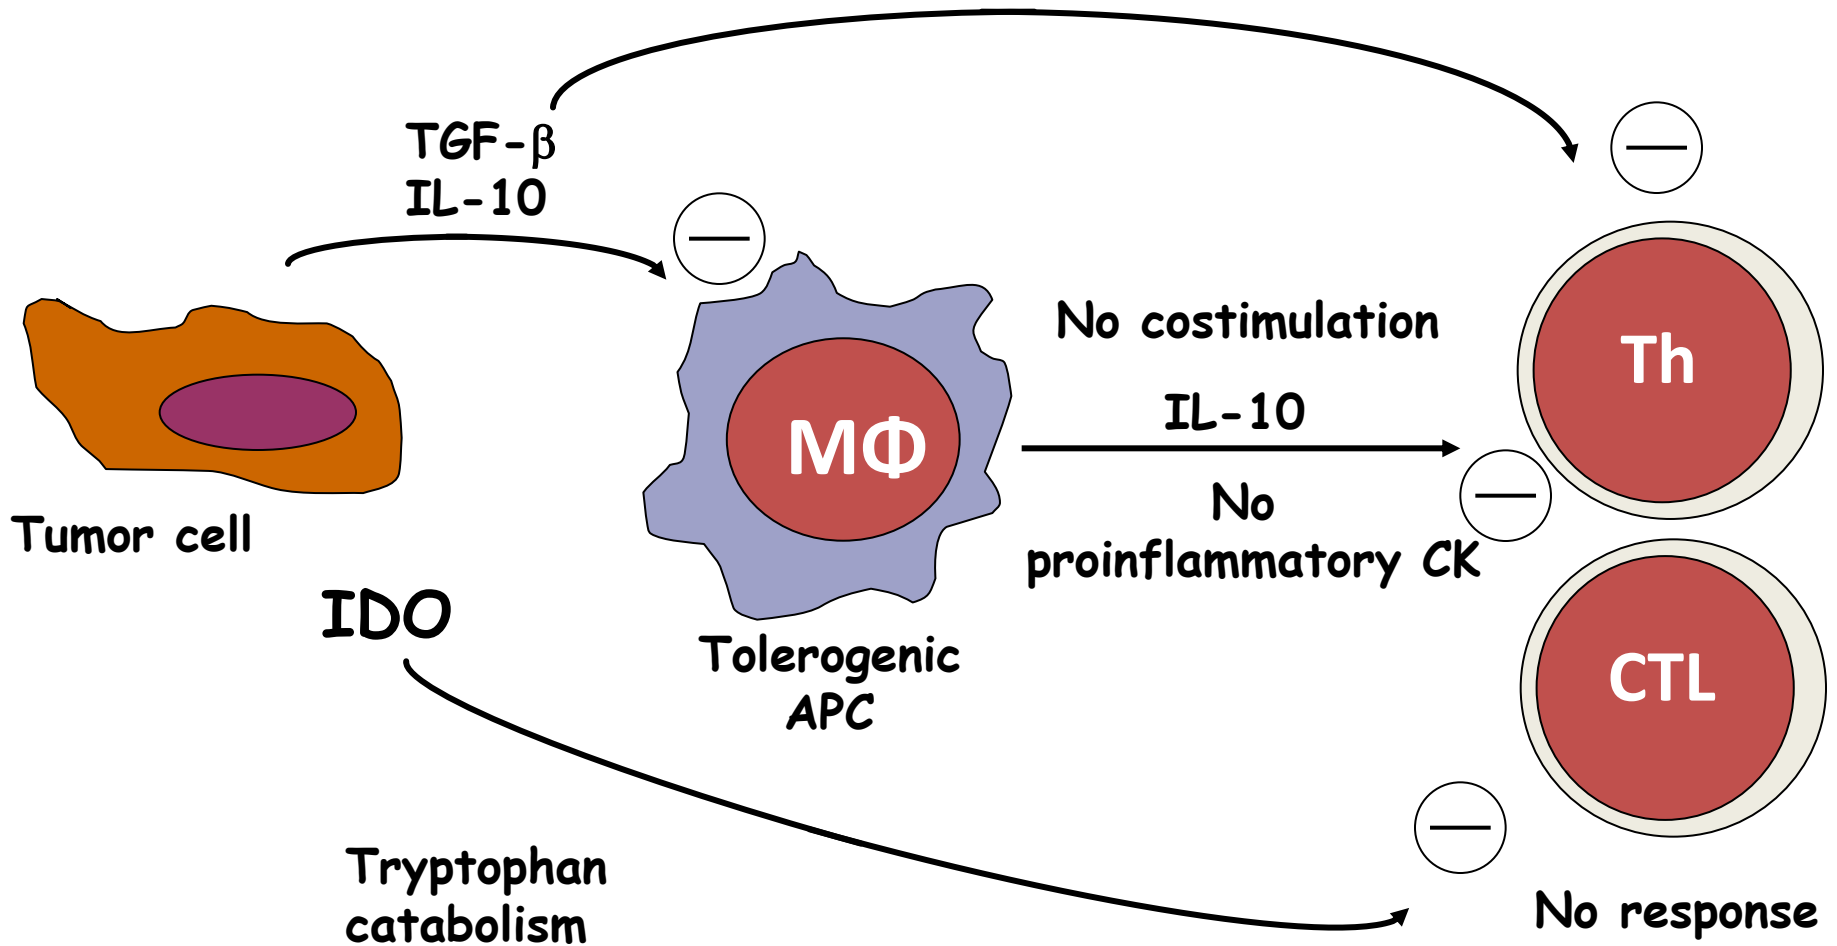 TGF-β
IL-10
Tumor cell
IDO
Tryptophan
catabolism
MΦ
Tolerogenic
APC
No costimulation
IL-10
No
proinflammatory CK
Th
CTL
No response